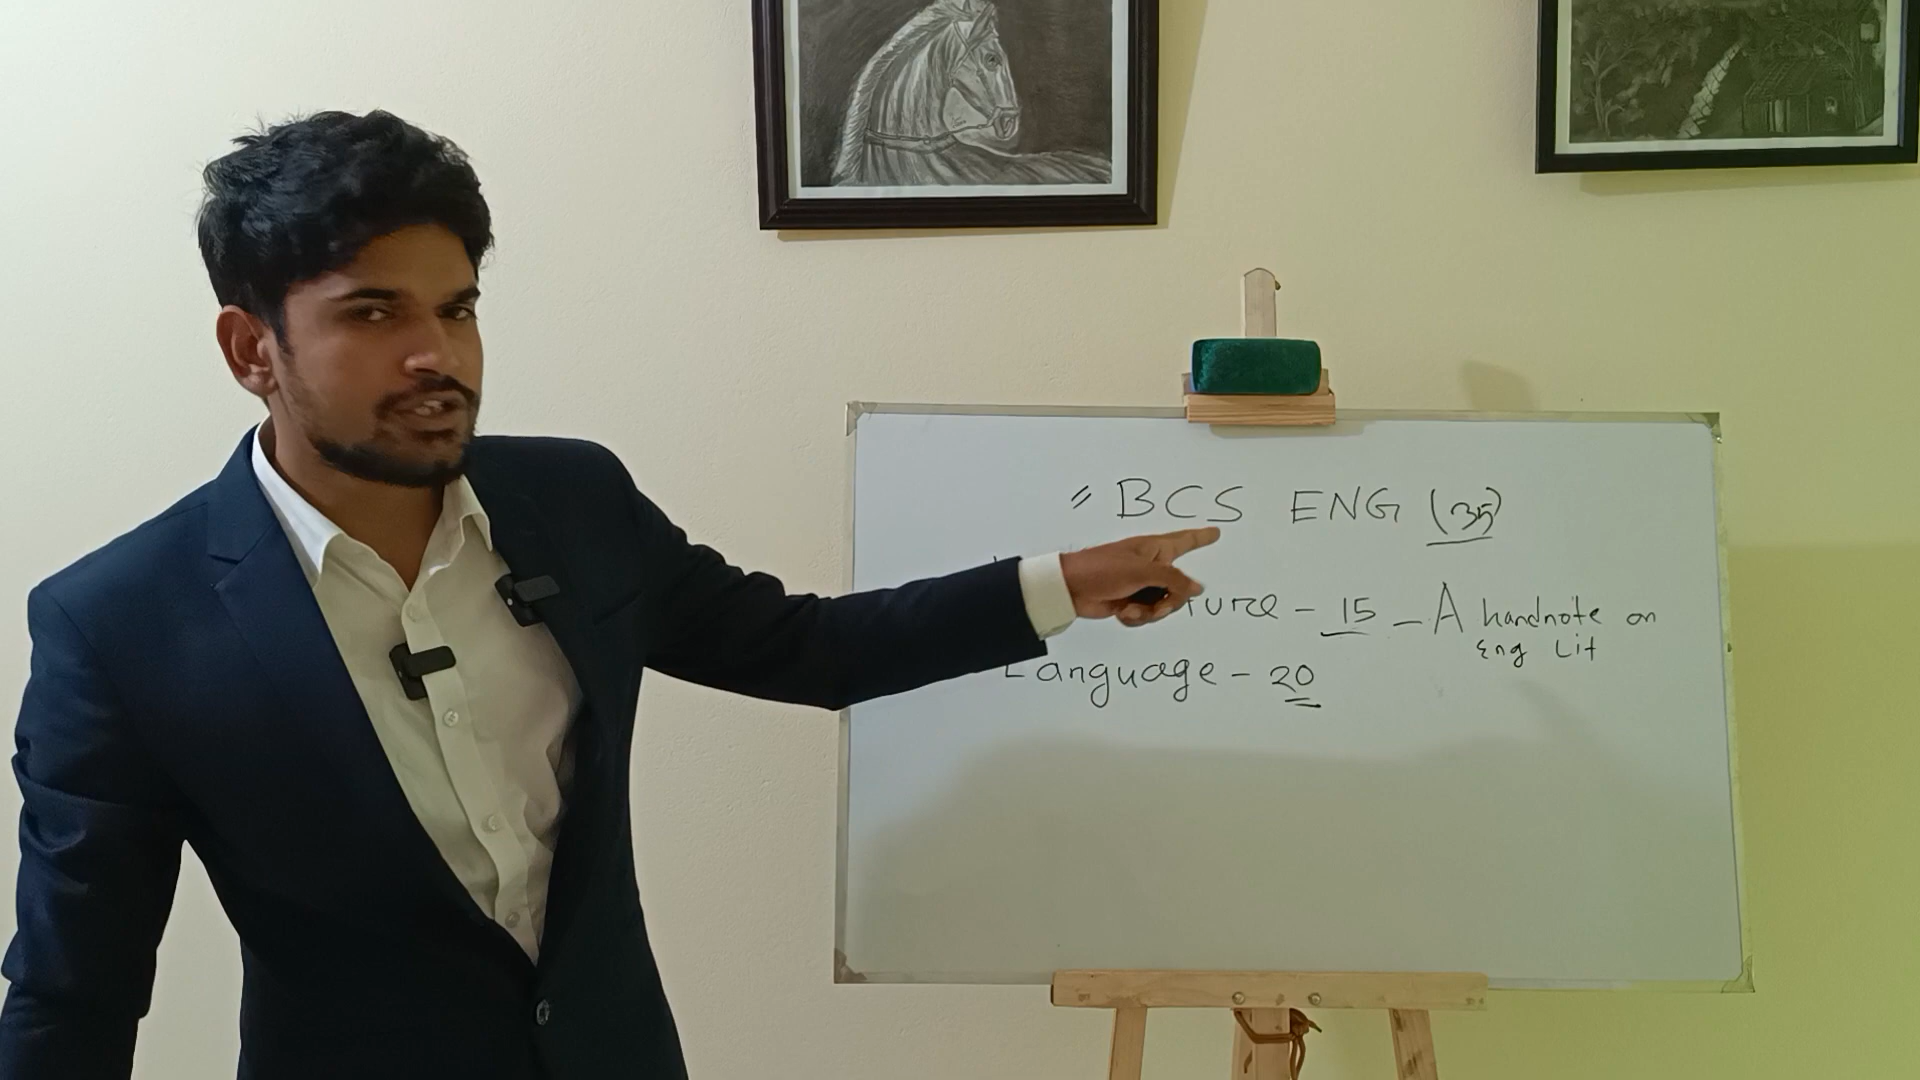 " BCS ENG (35)
ture - 15 - A handnote on
Eng Lit
Language - 20